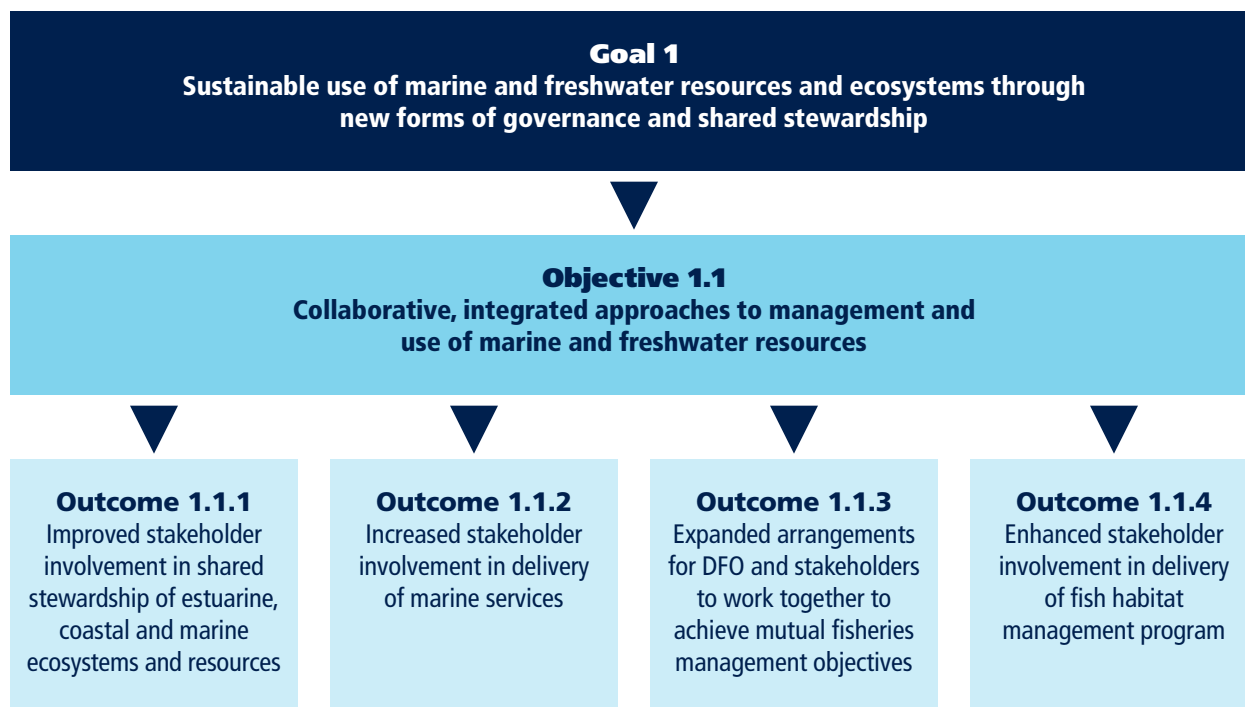 Goal 1
Sustainable use of marine and freshwater resources and ecosystems through
new forms of governance and shared stewardship
Objective 1.1
Collaborative, integrated approaches to management and
use of marine and freshwater resources
Outcome 1.1.1
Improved stakeholder
involvement in shared
stewardship of estuarine,
coastal and marine
ecosystems and resources
Outcome 1.1.2
Increased stakeholder
involvement in delivery
of marine services
Outcome 1.1.3
Expanded arrangements
for DFO and stakeholders
to work together to
achieve mutual fisheries
management objectives
Outcome 1.1.4
Enhanced stakeholder
involvement in delivery
of fish habitat
management program